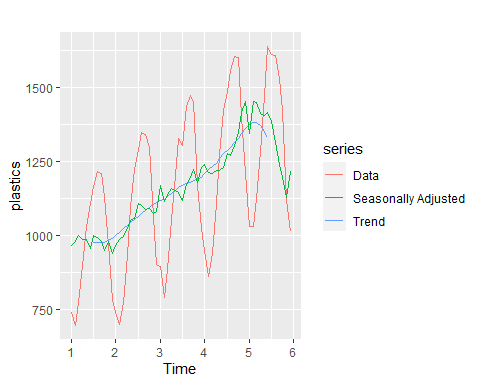 1500
1250
1000
750
plastics
1
2
3
4
5
6
Time
series
Data
Seasonally Adjusted
Trend